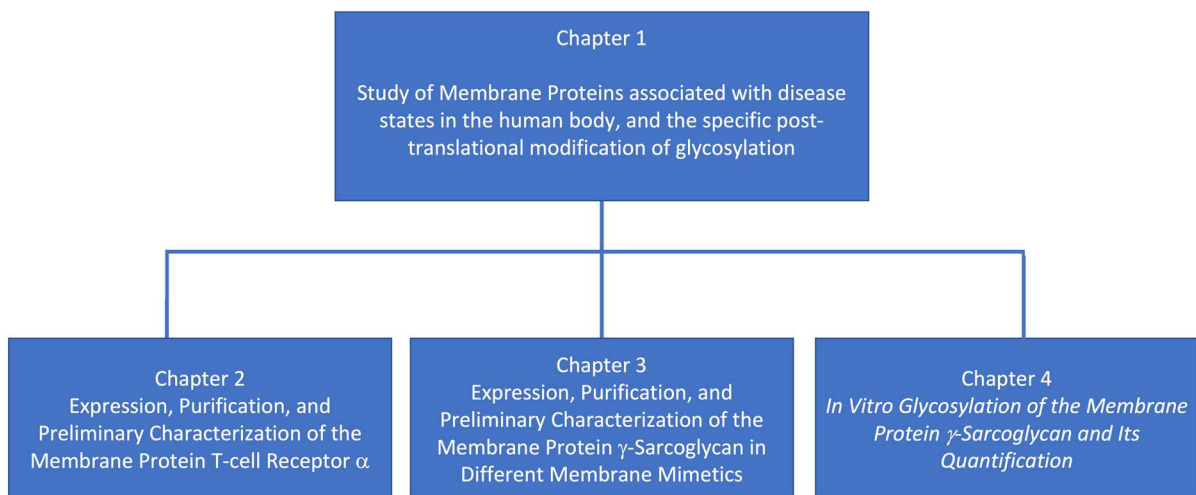 Chapter 1
Study of Membrane Proteins associated with disease
states in the human body, and the specific post-
translational modification of glycosylation
Chapter 2
Expression, Purification, and
Preliminary Characterization of the
Membrane Protein T-cell Receptor α
Chapter 3
Expression, Purification, and
Preliminary Characterization of the
Membrane Protein γ-Sarcoglycan in
Different Membrane Mimetics
Chapter 4
In Vitro Glycosylation of the Membrane
Protein γ-Sarcoglycan and Its
Quantification